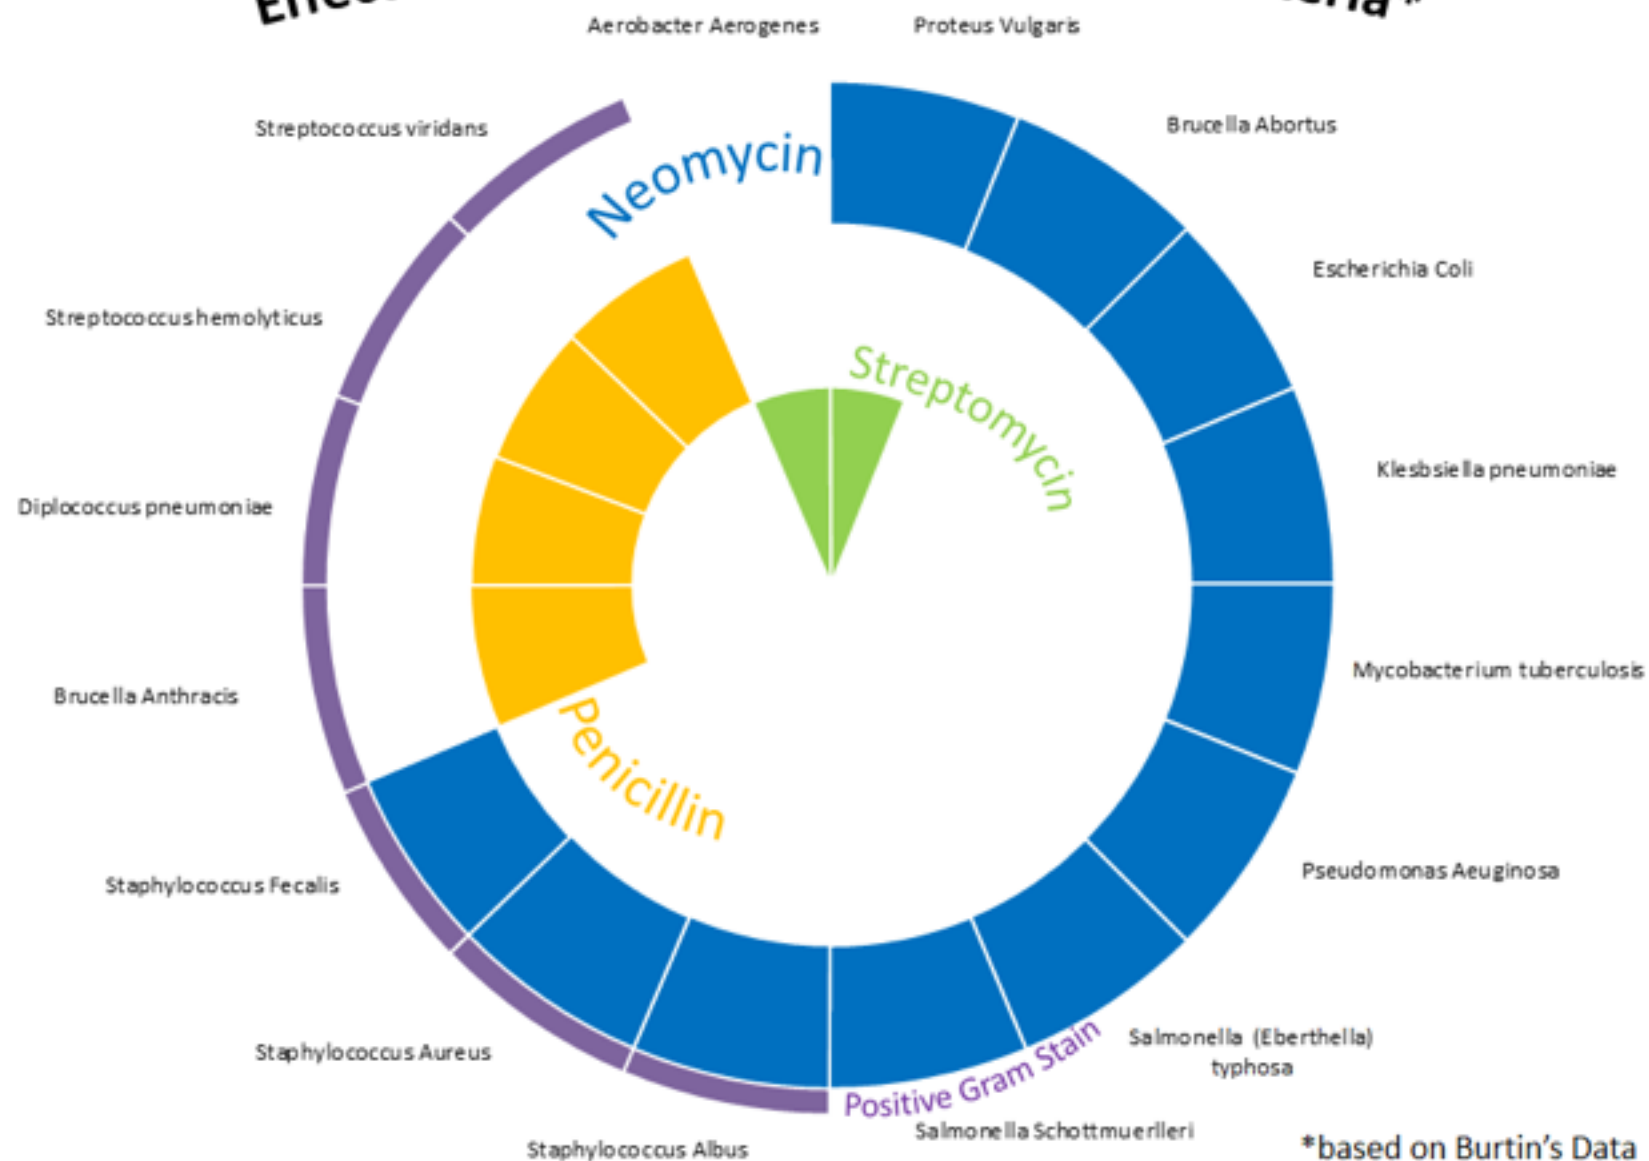 Aerobacter Aerogenes
Proteus Vulgaris
Streptococcus viridans
Brucella Abortus
Neomycin
Escherichia Coli
Streptococcus hemolyticus
Streptomycin
Klesbsiella pneumoniae
Diplococcus pneumoniae
Mycobacterium tuberculosis
Brucella Anthracis
Penicillin
Pseudomonas Aeuginosa
Staphylococcus Fecalis
Staphylococcus Aureus
Salmonella (Eberthella)
typhosa
Positive Gram Stain
Salmonella Schottmuerlleri
Staphylococcus Albus
*based on Burtin's Data